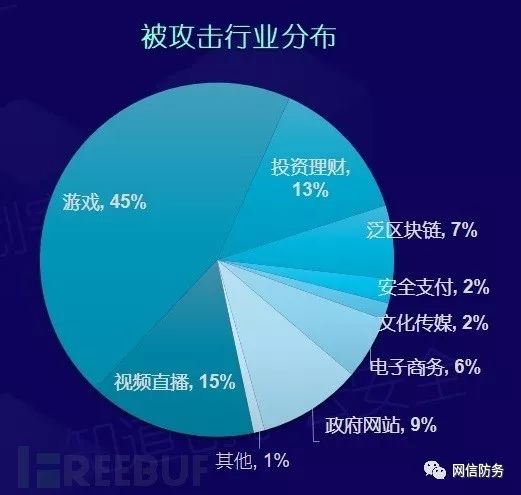 被攻击行业分布
投资理财,
13%
游戏, 45%
泛区块链, 7%
安全支付, 2%
文化传媒, 2%
电子商务, 6%
视频直播, 15%
政府网站, 9%
其他, 1%
FREEBUF
网信防务